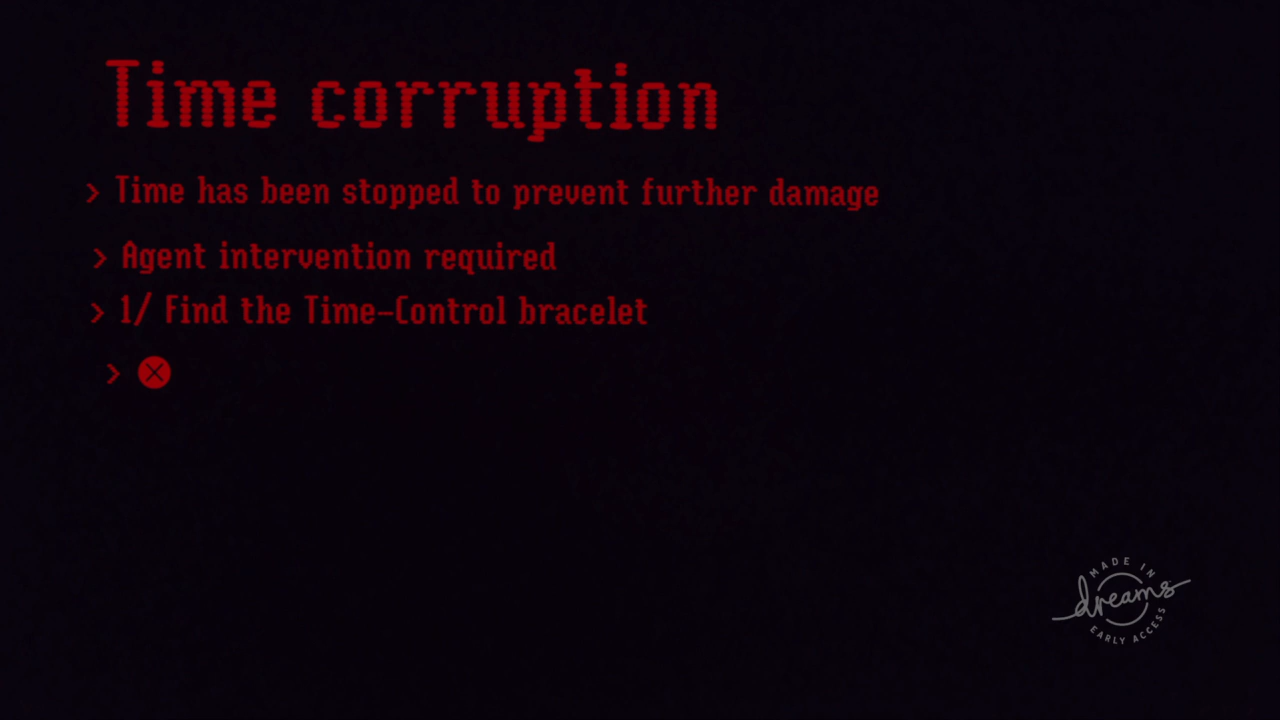 Time corruption
> Time has been stopped to prevent further damage
> Agent intervention required
> 1/ Find the Time-Control bracelet
> ⓧ
MADE IN
dreams
EARLY ACCESS